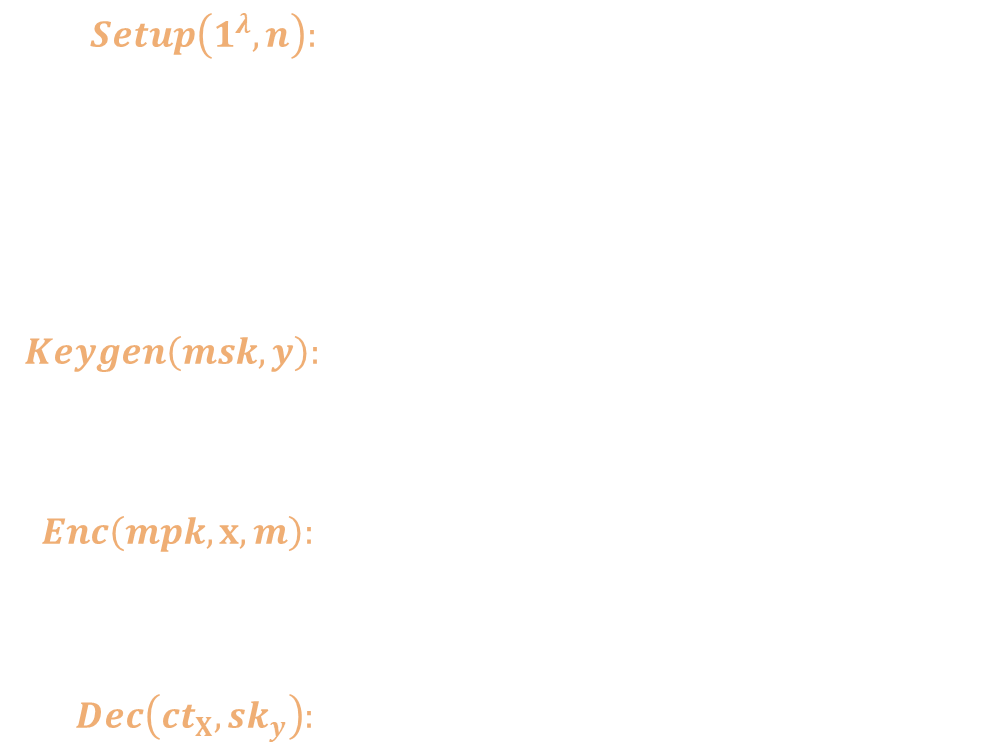 Setup(1^λ, n):
Keygen(msk, y):
Enc(mpk, x, m):
Dec(ct_X, sk_y):